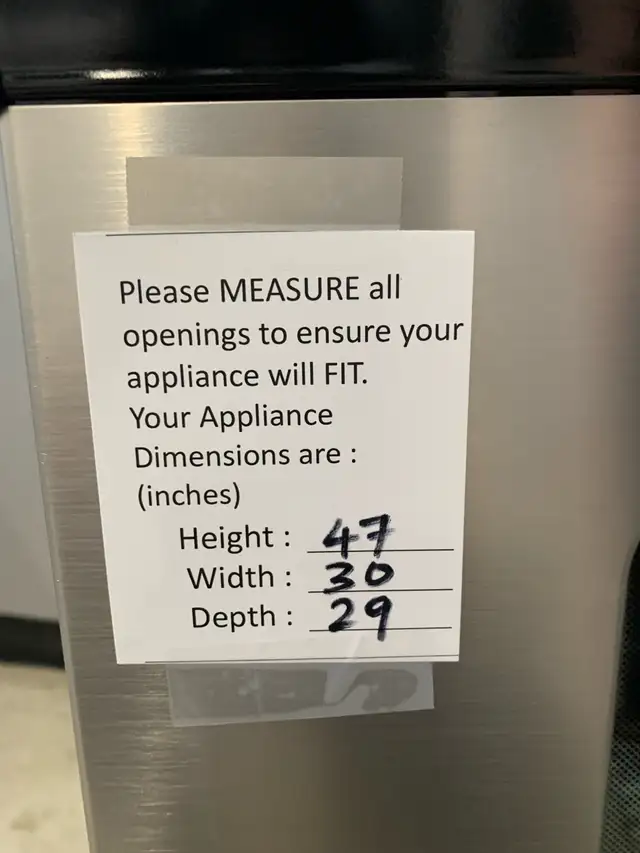 Please MEASURE all
openings to ensure your
appliance will FIT.
Your Appliance
Dimensions are :
(inches)
Height : 47
Width : 30
Depth : 29